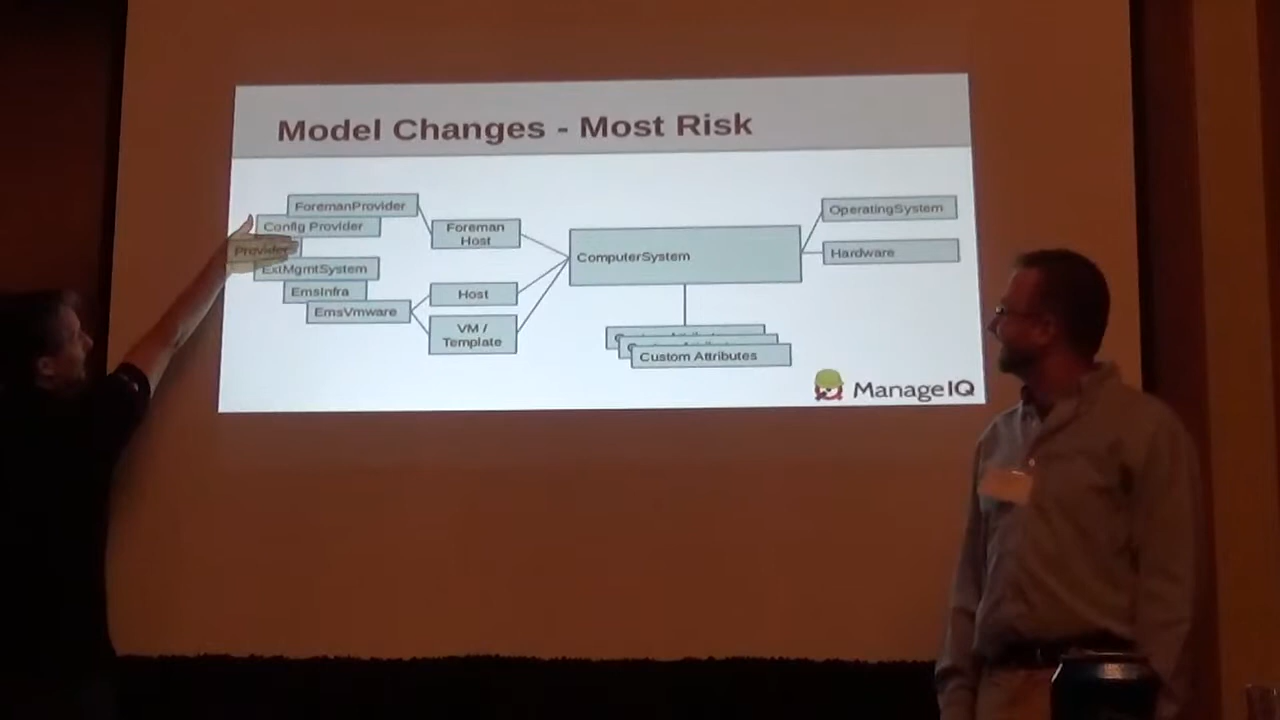 Model Changes - Most Risk
ForemanProvider
Config Provider
Provider
ExtMgmtSystem
EmsInfra
EmsVmware
Foreman
Host
Host
VM /
Template
ComputerSystem
OperatingSystem
Hardware
Custom Attributes
ManageIQ